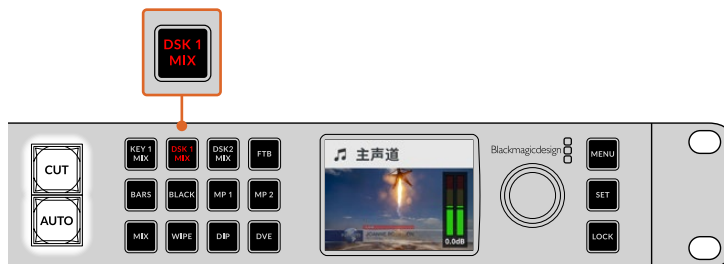 DSK 1
MIX
CUT
AUTO
KEY 1
MIX
DSK 1
MIX
DSK2
MIX
FTB
BARS
BLACK
MP 1
MP 2
MIX
WIPE
DIP
DVE
主声道
0.0dB
Blackmagicdesign
MENU
SET
LOCK